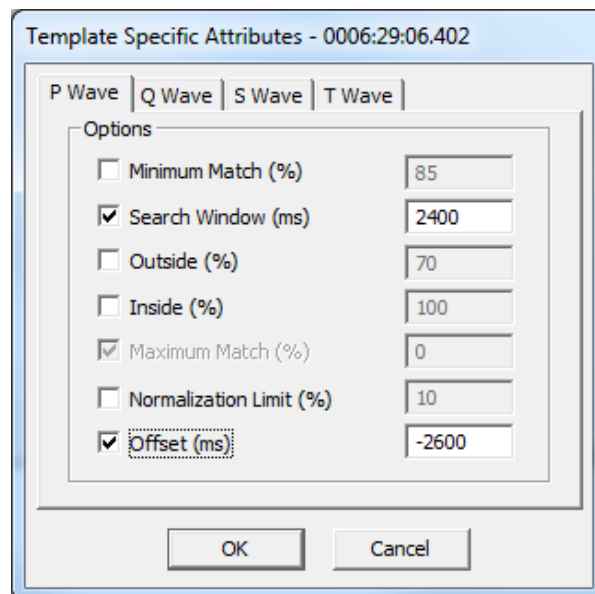 Template Specific Attributes - 0006:29:06.402
P Wave Q Wave S Wave T Wave
Options
Minimum Match (%) 85
Search Window (ms) 2400
Outside (%) 70
Inside (%) 100
Maximum Match (%) 0
Normalization Limit (%) 10
Offset (ms) -2600
OK Cancel